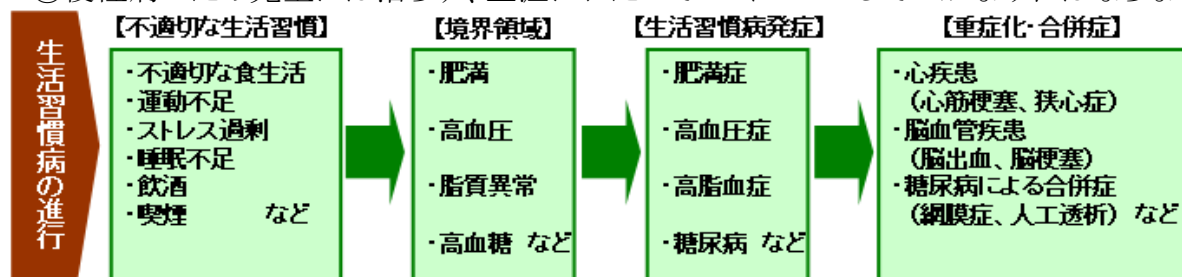 生活習慣病の進行
【不適切な生活習慣】
・不適切な食生活
・運動不足
・ストレス過剰
・睡眠不足
・飲酒
・喫煙　　など
【境界領域】
・肥満
・高血圧
・脂質異常
・高血糖 など
【生活習慣病発症】
・肥満症
・高血圧症
・高脂血症
・糖尿病 など
【重症化・合併症】
・心疾患
（心筋梗塞、狭心症）
・脳血管疾患
（脳出血、脳梗塞）
・糖尿病による合併症
（網膜症、人工透析） など